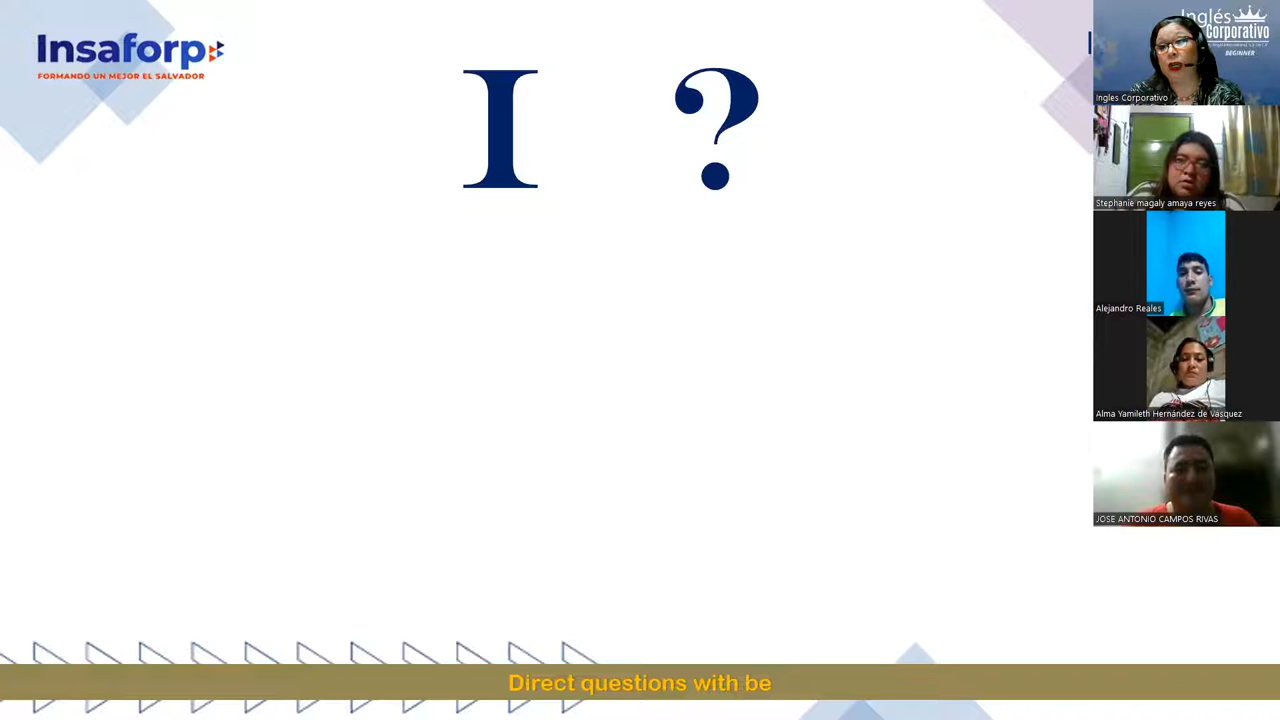 Insaforp
FORMANDO UN MEJOR EL SALVADOR
I ?
Inglés
Corporativo
BEGINNER
Ingles Corporativo
Stephanie magaly amaya reyes
Alejandro Reales
Alma Yamileth Hernández de Vásquez
JOSE ANTONIO CAMPOS RIVAS
Direct questions with be